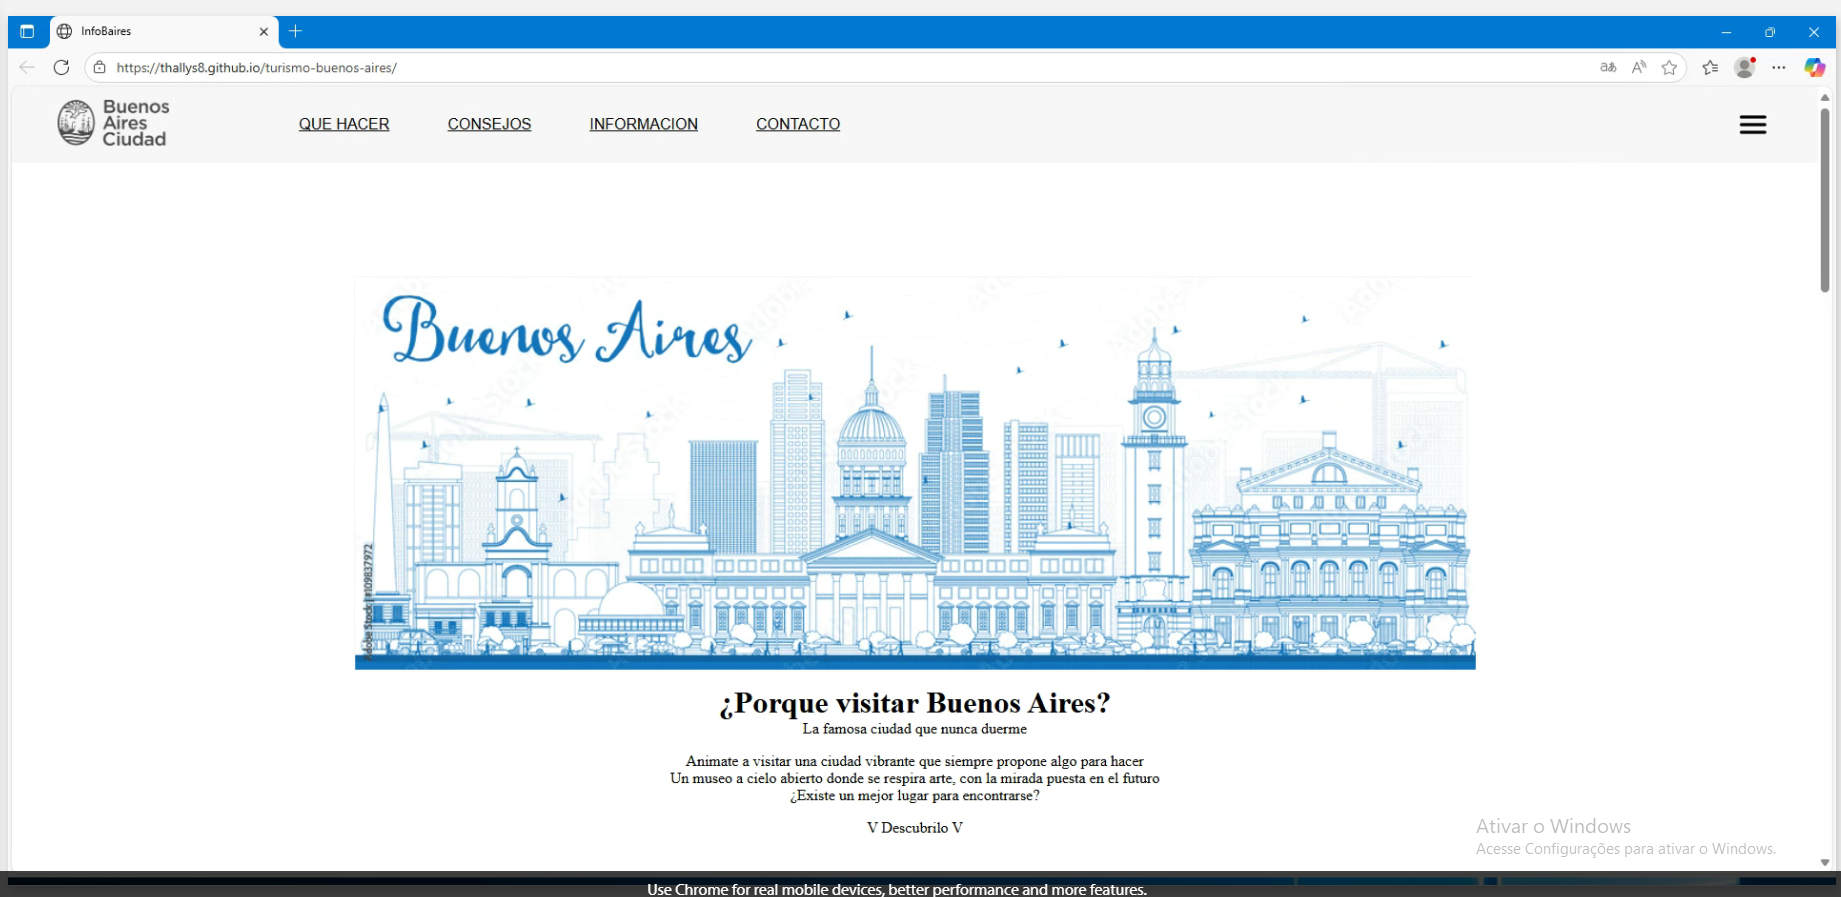 InfoBaires
https://thallys8.github.io/turismo-buenos-aires/
Buenos
Aires
Ciudad
QUE HACER
CONSEJOS
INFORMACION
CONTACTO
Buenos Aires
Adobe Stock | #109837972
¿Porque visitar Buenos Aires?
La famosa ciudad que nunca duerme
Animate a visitar una ciudad vibrante que siempre propone algo para hacer
Un museo a cielo abierto donde se respira arte, con la mirada puesta en el futuro
¿Existe un mejor lugar para encontrarse?
V Descubrilo V
Ativar o Windows
Acesse Configurações para ativar o Windows.
Use Chrome for real mobile devices, better performance and more features.